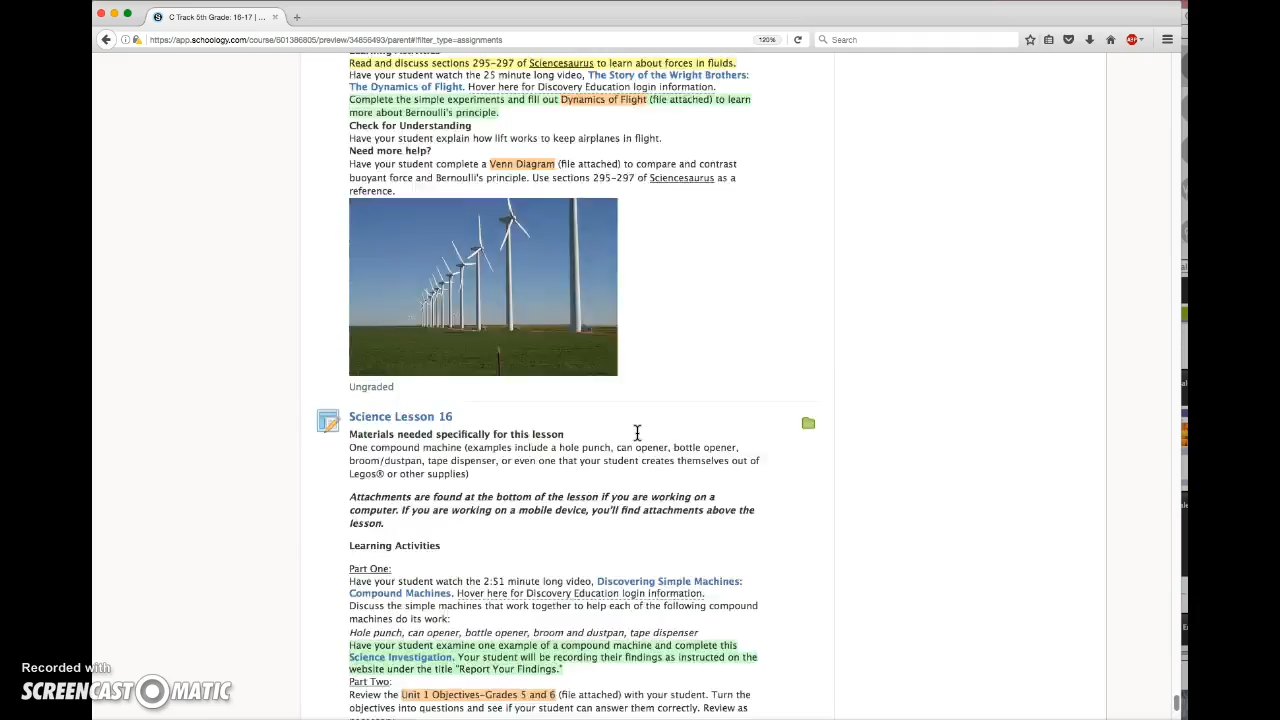 C Track 5th Grade: 16-17 | ...
https://app.schoology.com/course/601386805/preview/34856493/parent#!filter_type=assignments
120%
Search
ABP
Learning Activities
Read and discuss sections 295-297 of Sciencesaurus to learn about forces in fluids.
Have your student watch the 25 minute long video, The Story of the Wright Brothers:
The Dynamics of Flight. Hover here for Discovery Education login information.
Complete the simple experiments and fill out Dynamics of Flight (file attached) to learn
more about Bernoulli's principle.
Check for Understanding
Have your student explain how lift works to keep airplanes in flight.
Need more help?
Have your student complete a Venn Diagram (file attached) to compare and contrast
buoyant force and Bernoulli's principle. Use sections 295-297 of Sciencesaurus as a
reference.
Ungraded
Science Lesson 16
Materials needed specifically for this lesson
One compound machine (examples include a hole punch, can opener, bottle opener,
broom/dustpan, tape dispenser, or even one that your student creates themselves out of
Legos® or other supplies)
Attachments are found at the bottom of the lesson if you are working on a
computer. If you are working on a mobile device, you'll find attachments above the
lesson.
Learning Activities
Part One:
Have your student watch the 2:51 minute long video, Discovering Simple Machines:
Compound Machines. Hover here for Discovery Education login information.
Discuss the simple machines that work together to help each of the following compound
machines do its work:
Hole punch, can opener, bottle opener, broom and dustpan, tape dispenser
Have your student examine one example of a compound machine and complete this
Science Investigation. Your student will be recording their findings as instructed on the
website under the title "Report Your Findings."
Part Two:
Review the Unit 1 Objectives-Grades 5 and 6 (file attached) with your student. Turn the
objectives into questions and see if your student can answer them correctly. Review as
Recorded with
SCREENCAST-O-MATIC